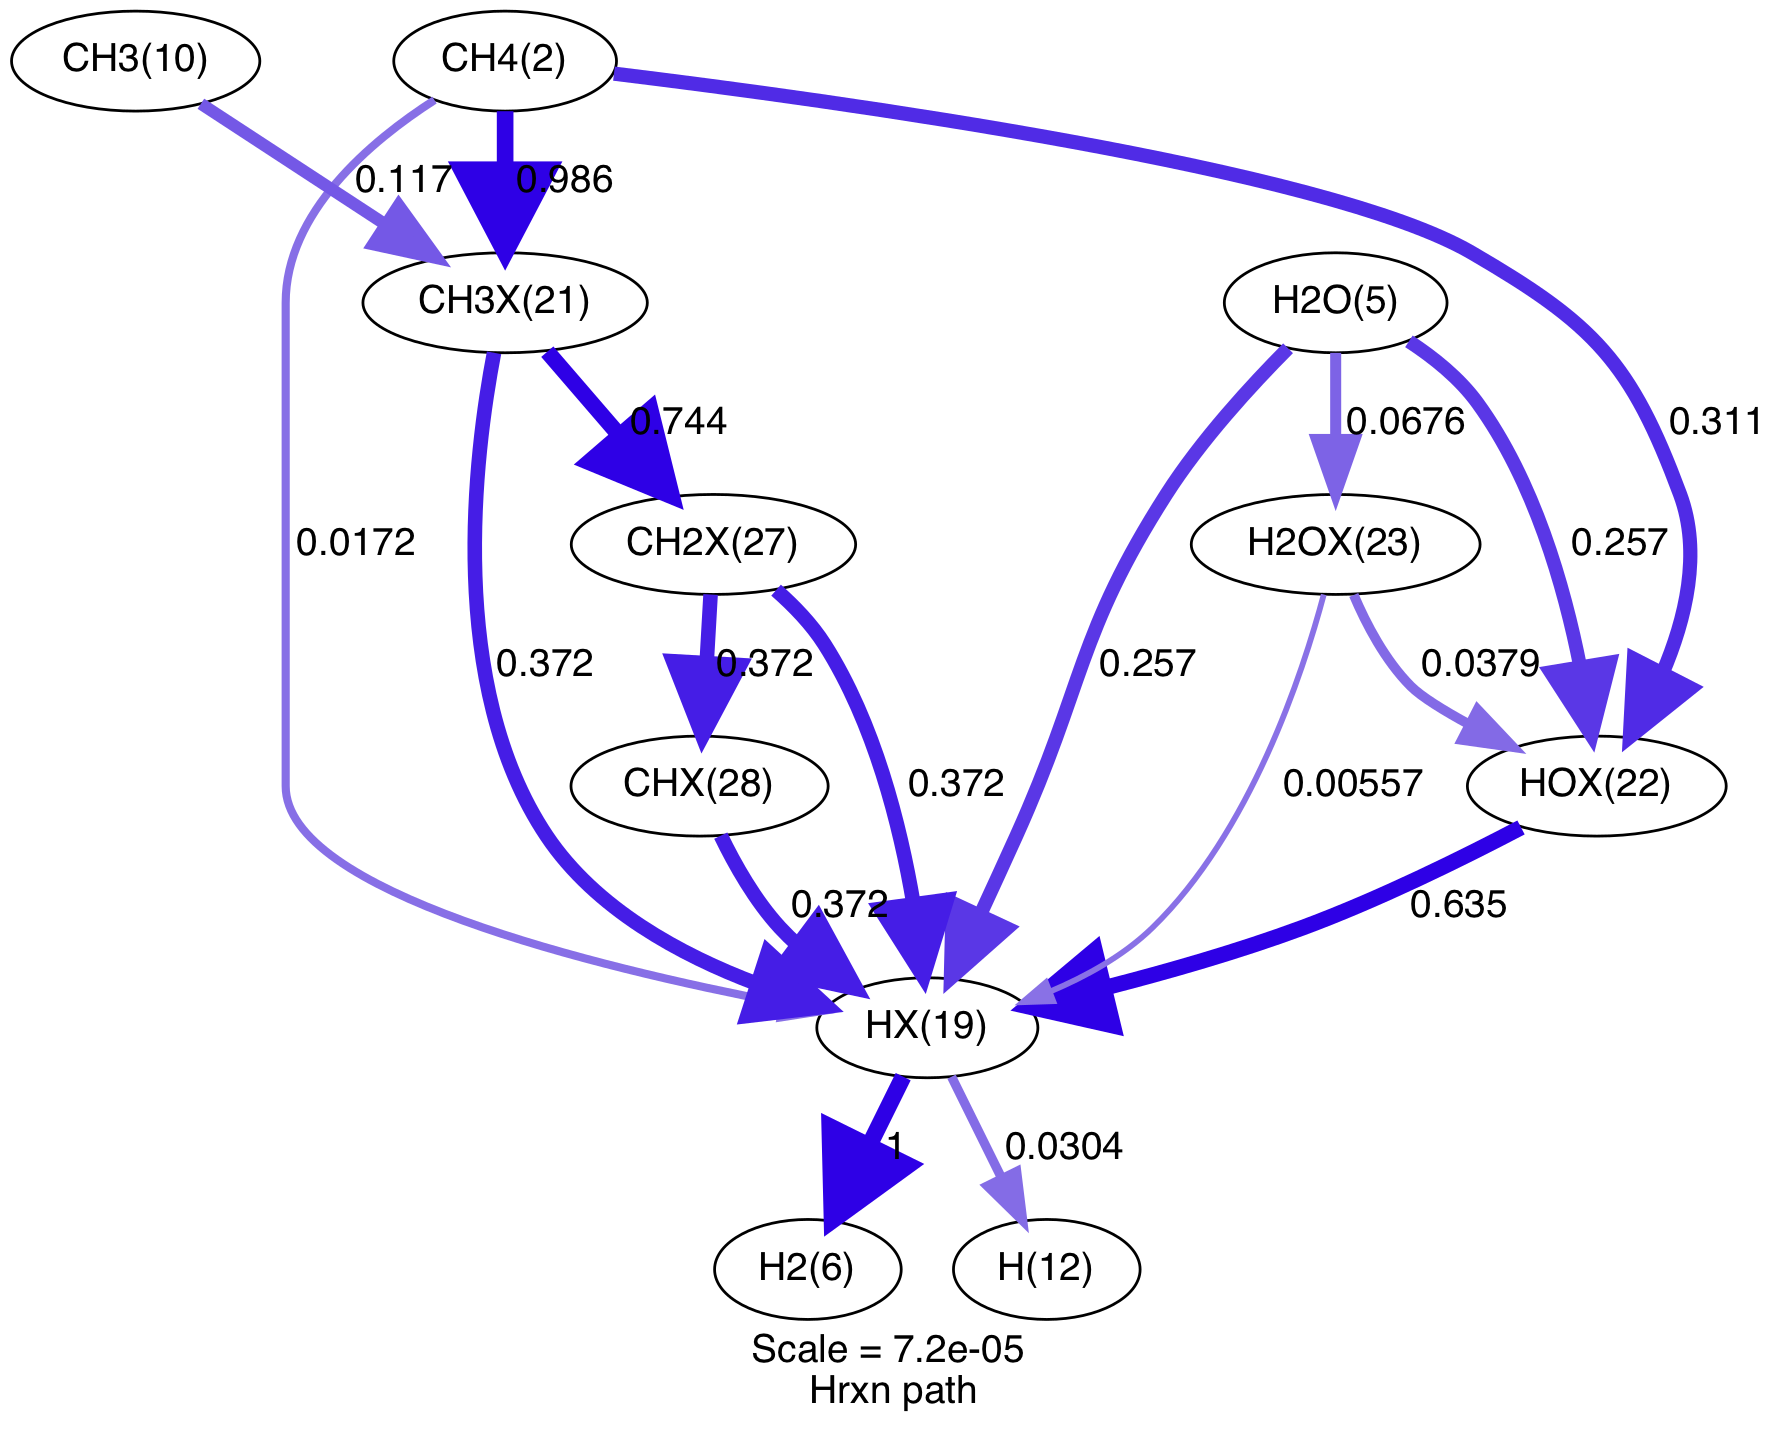 CH3(10)
CH4(2)
0.117
0.986
CH3X(21)
H2O(5)
0.744
0.0676
0.311
0.0172
CH2X(27)
H2OX(23)
0.257
0.372
0.372
0.257
0.0379
CHX(28)
0.372
0.00557
HOX(22)
0.372
0.635
HX(19)
1
0.0304
H2(6)
H(12)
Scale = 7.2e-05
Hrxn path